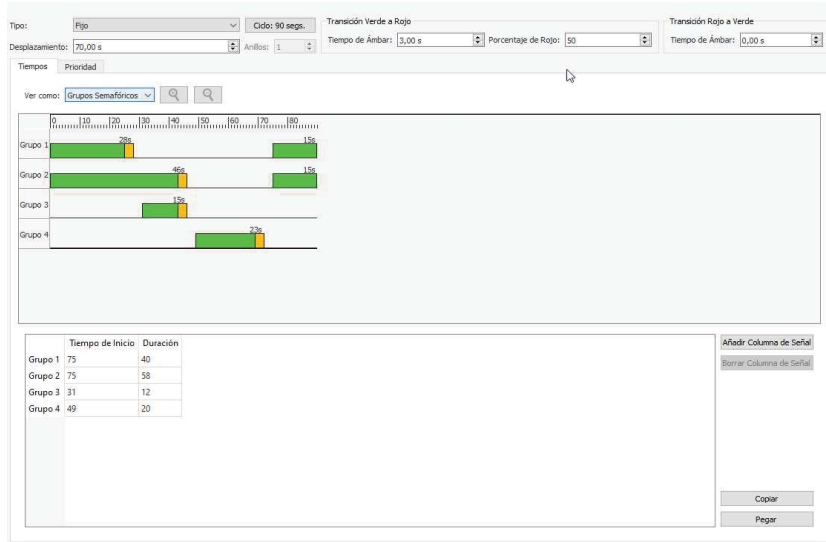 Tipo: Fijo Ciclo: 90 segs.
Desplazamiento: 70,00 s Anillos: 1
Transición Verde a Rojo
Tiempo de Ámbar: 3,00 s Porcentaje de Rojo: 50
Transición Rojo a Verde
Tiempo de Ámbar: 0,00 s
Tiempos Prioridad
Ver como: Grupos Semafóricos
0 10 20 30 40 50 60 70 80
Grupo 1 28s 15s
Grupo 2 46s 15s
Grupo 3 15s
Grupo 4 23s
Tiempo de Inicio Duración
Grupo 1 75 40
Grupo 2 75 58
Grupo 3 31 12
Grupo 4 49 20
Añadir Columna de Señal
Borrar Columna de Señal
Copiar
Pegar